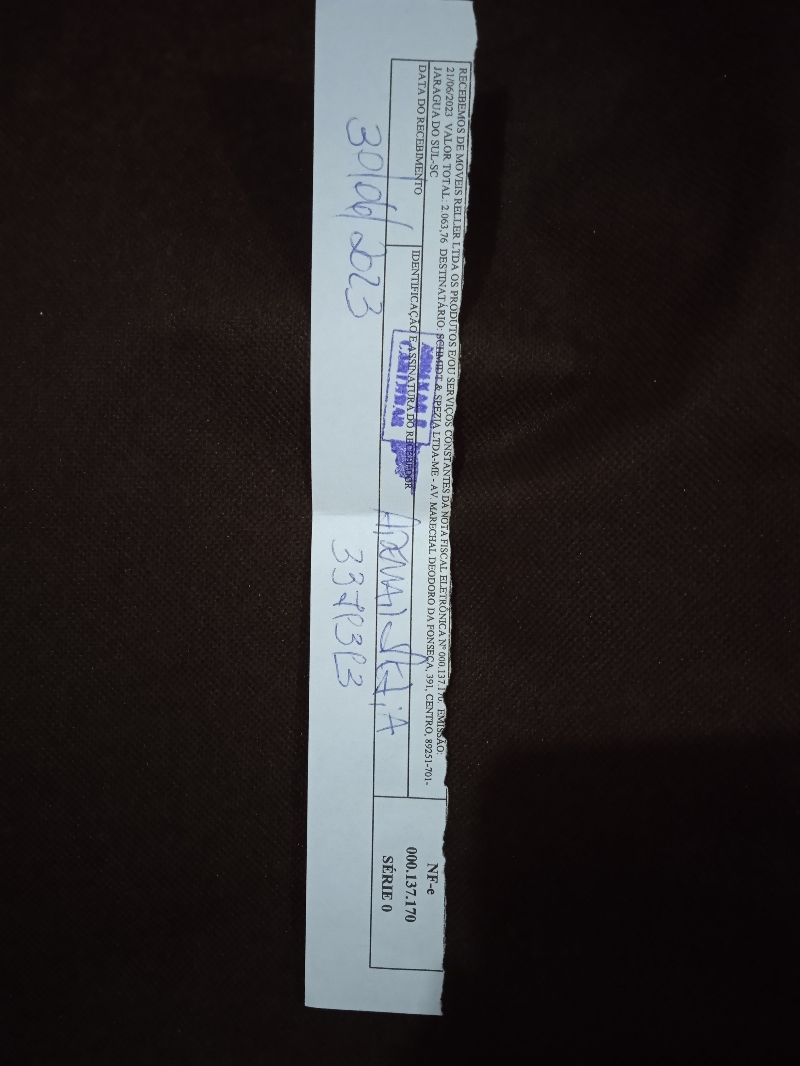 RECEBEMOS DE MOVEIS RELLER LTDA OS PRODUTOS E/OU SERVIÇOS CONSTANTES DA NOTA FISCAL ELETRÔNICA Nº 000.137.170. EMISSÃO:
21/06/2023 VALOR TOTAL: 2.063,76 DESTINATÁRIO: SCHMIDT & SPEZIA LTDA-ME - AV. MARECHAL DEODORO DA FONSECA, 391, CENTRO, 89251-701-
JARAGUA DO SUL-SC
DATA DO RECEBIMENTO
IDENTIFICAÇÃO E ASSINATURA DO RECEBEDOR
30/06/2023
NF-e
000.137.170
SÉRIE 0